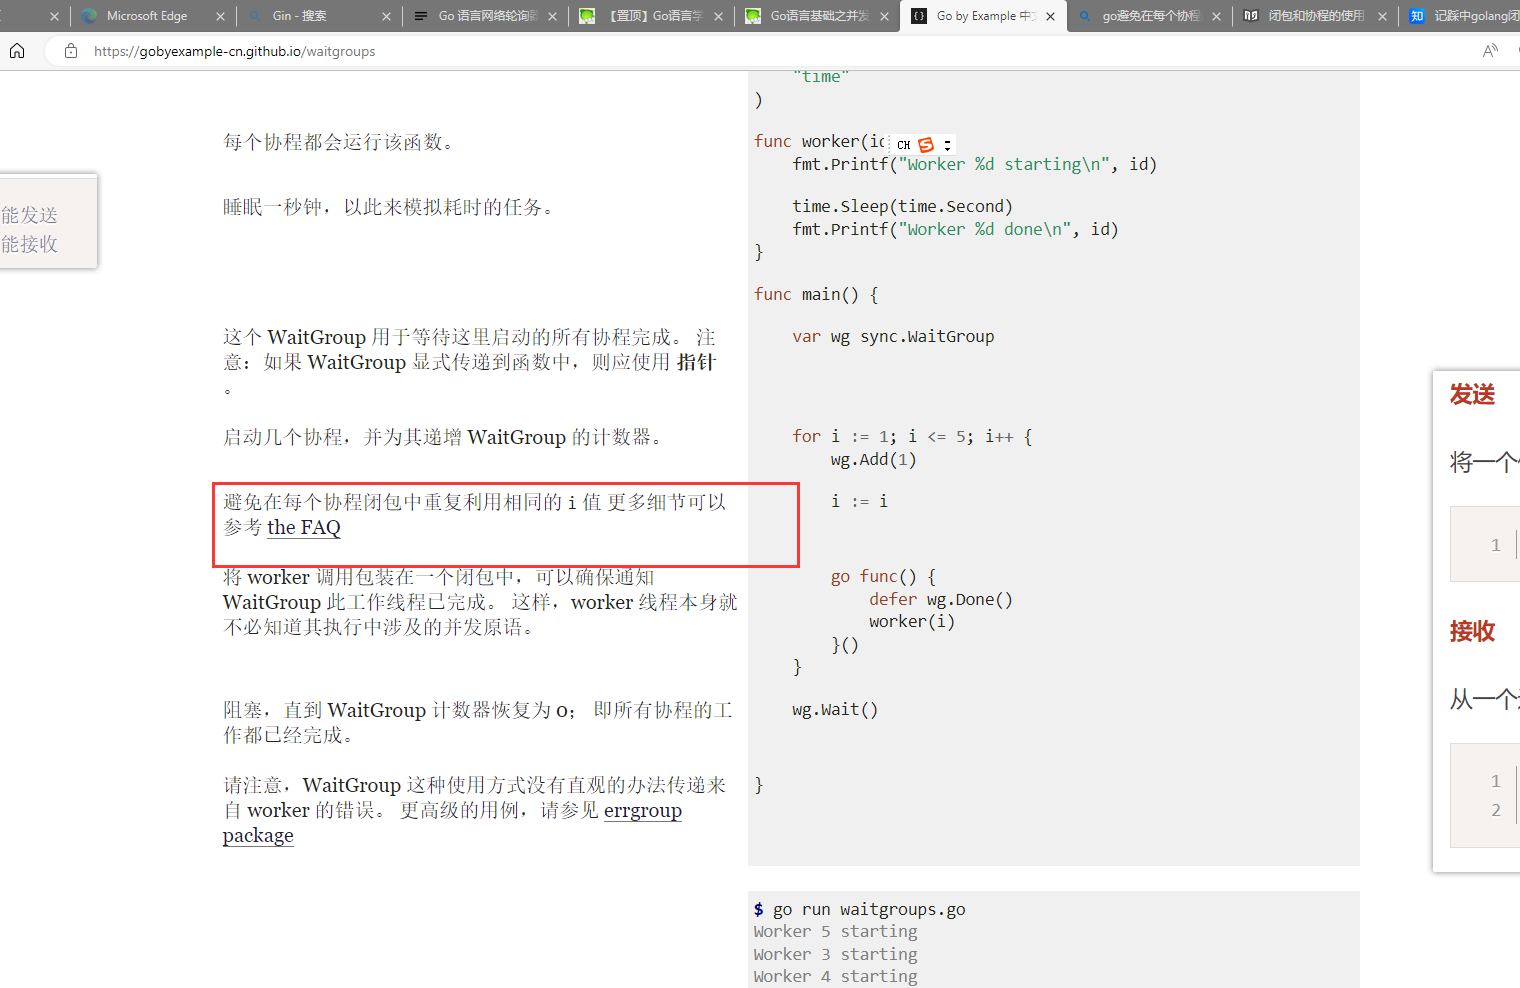 Microsoft Edge
Gin - 搜索
Go 语言网络轮询器
【置顶】Go语言学
Go语言基础之并发
Go by Example 中文
go避免在每个协程
闭包和协程的使用
知
记踩中golang闭
https://gobyexample-cn.github.io/waitgroups
"time"
)
每个协程都会运行该函数。
func worker(id
CH
fmt.Printf("Worker %d starting\n", id)
能发送
能接收
睡眠一秒钟，以此来模拟耗时的任务。
time.Sleep(time.Second)
fmt.Printf("Worker %d done\n", id)
}
func main() {
这个 WaitGroup 用于等待这里启动的所有协程完成。 注
意：如果 WaitGroup 显式传递到函数中，则应使用 指针
。
var wg sync.WaitGroup
启动几个协程，并为其递增 WaitGroup 的计数器。
for i := 1; i <= 5; i++ {
wg.Add(1)
避免在每个协程闭包中重复利用相同的 i 值 更多细节可以
参考 the FAQ
i := i
将 worker 调用包装在一个闭包中，可以确保通知
WaitGroup 此工作线程已完成。 这样，worker 线程本身就
不必知道其执行中涉及的并发原语。
go func() {
defer wg.Done()
worker(i)
}()
}
阻塞，直到 WaitGroup 计数器恢复为 0； 即所有协程的工
作都已经完成。
wg.Wait()
请注意，WaitGroup 这种使用方式没有直观的办法传递来
自 worker 的错误。 更高级的用例，请参见 errgroup
package
}
$ go run waitgroups.go
Worker 5 starting
Worker 3 starting
Worker 4 starting
发送
将一个
1
接收
从一个
1
2